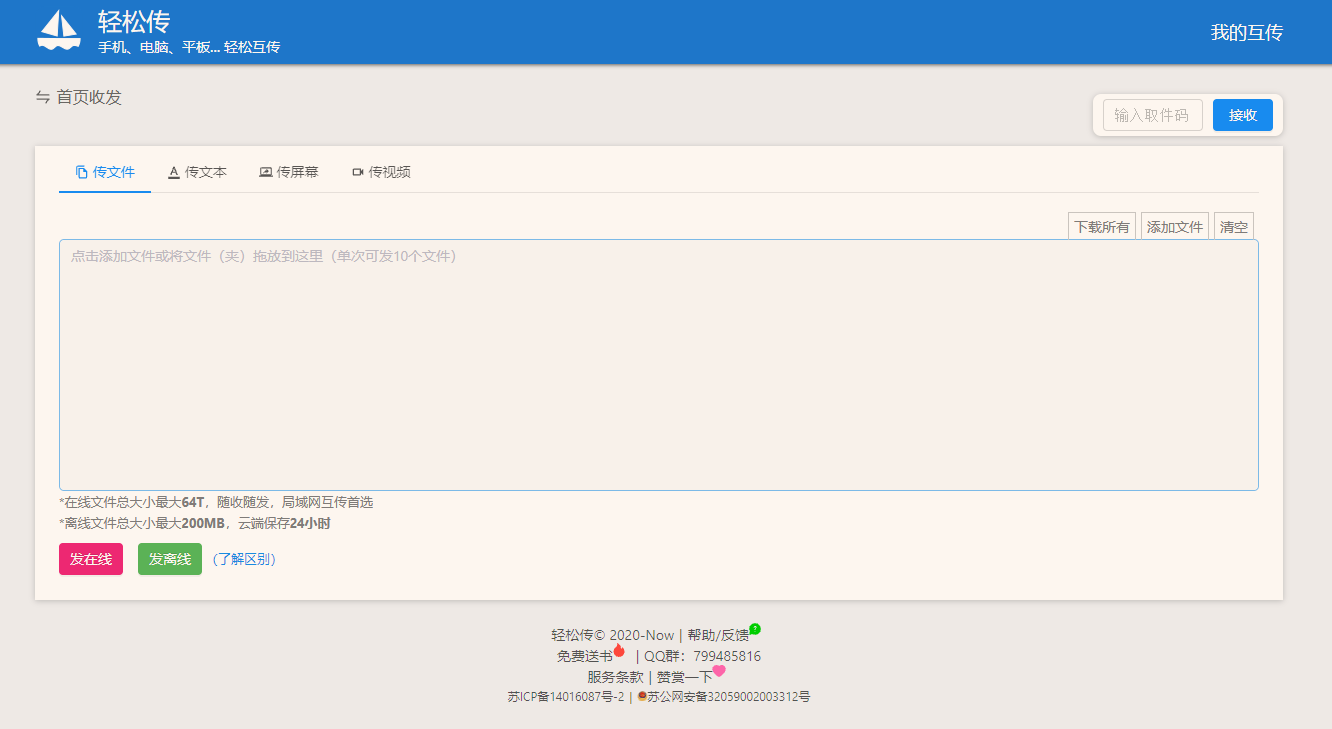 轻松传
手机、电脑、平板... 轻松互传
我的互传
首页收发
输入取件码
接收
传文件
传文本
传屏幕
传视频
下载所有
添加文件
清空
点击添加文件或将文件（夹）拖放到这里（单次可发10个文件）
*在线文件总大小最大64T，随收随发，局域网互传首选
*离线文件总大小最大200MB，云端保存24小时
发在线
发离线
（了解区别）
轻松传© 2020-Now | 帮助/反馈
免费送书 | QQ群：799485816
服务条款 | 赞赏一下
苏ICP备14016087号-2 | 苏公网安备32059002003312号